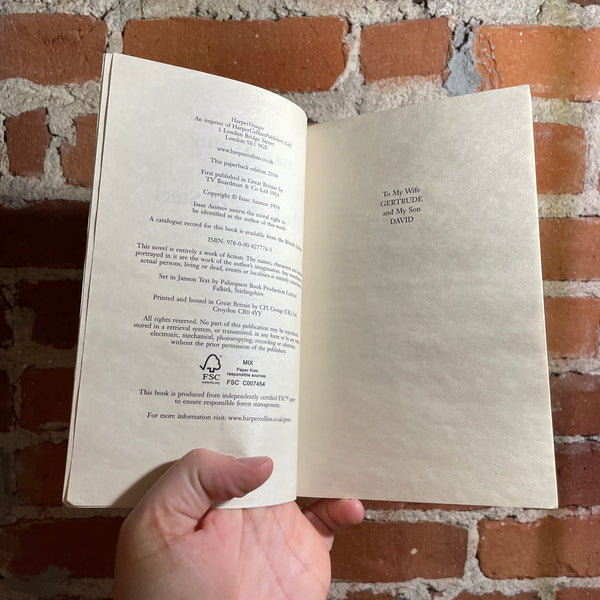 HarperVoyager
An imprint of HarperCollinsPublishers Ltd
1 London Bridge Street
London SE1 9GF
www.harpercollins.co.uk
This paperback edition 2018
First published in Great Britain by
TV Boardman & Co Ltd 1954
Copyright © Isaac Asimov 1954
Isaac Asimov asserts the moral right to
be identified as the author of this work
A catalogue record for this book is available from the British
ISBN: 978-0-00-827776-5
This novel is entirely a work of fiction. The names, characters and
portrayed in it are the work of the author's imagination. Any
actual persons, living or dead, events or localities is entirely
Set in Janson Text by Palimpsest Book Production Limited
Falkirk, Stirlingshire
Printed and bound in Great Britain by CPI Group (UK) Ltd,
Croydon CR0 4YY
All rights reserved. No part of this publication may be reproduced,
stored in a retrieval system, or transmitted, in any form or by any means,
electronic, mechanical, photocopying, recording or otherwise,
without the prior permission of the publishers.
FSC
www.fsc.org
MIX
Paper from
responsible sources
FSC™ C007454
This book is produced from independently certified FSC™ paper
to ensure responsible forest management.
For more information visit: www.harpercollins.co.uk/green
To My Wife
GERTRUDE
and My Son
DAVID